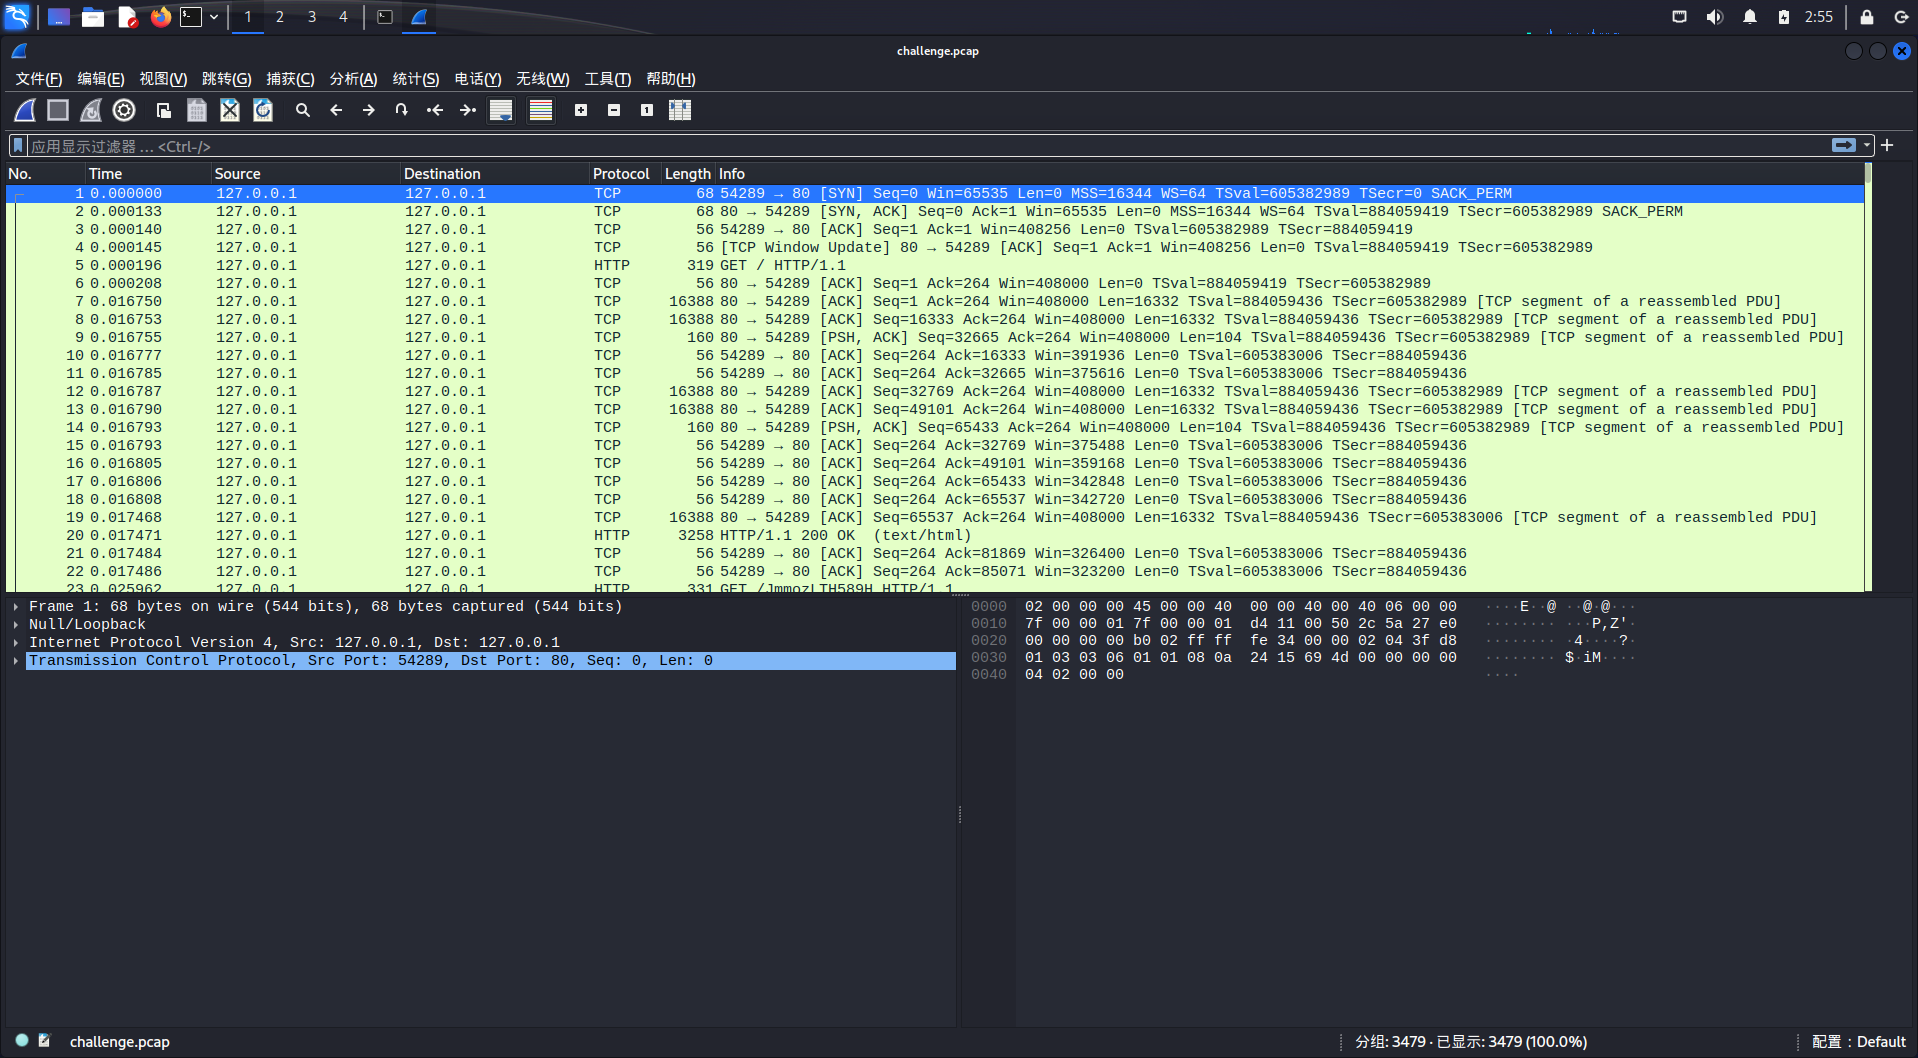 1 2 3 4 2:55
challenge.pcap
文件(F) 编辑(E) 视图(V) 跳转(G) 捕获(C) 分析(A) 统计(S) 电话(Y) 无线(W) 工具(T) 帮助(H)
应用显示过滤器 … <Ctrl-/>
No. Time Source Destination Protocol Length Info
1 0.000000 127.0.0.1 127.0.0.1 TCP 68 54289 → 80 [SYN] Seq=0 Win=65535 Len=0 MSS=16344 WS=64 TSval=605382989 TSecr=0 SACK_PERM
2 0.000133 127.0.0.1 127.0.0.1 TCP 68 80 → 54289 [SYN, ACK] Seq=0 Ack=1 Win=65535 Len=0 MSS=16344 WS=64 TSval=884059419 TSecr=605382989 SACK_PERM
3 0.000140 127.0.0.1 127.0.0.1 TCP 56 54289 → 80 [ACK] Seq=1 Ack=1 Win=408256 Len=0 TSval=605382989 TSecr=884059419
4 0.000145 127.0.0.1 127.0.0.1 TCP 56 [TCP Window Update] 80 → 54289 [ACK] Seq=1 Ack=1 Win=408256 Len=0 TSval=884059419 TSecr=605382989
5 0.000196 127.0.0.1 127.0.0.1 HTTP 319 GET / HTTP/1.1
6 0.000208 127.0.0.1 127.0.0.1 TCP 56 80 → 54289 [ACK] Seq=1 Ack=264 Win=408000 Len=0 TSval=884059419 TSecr=605382989
7 0.016750 127.0.0.1 127.0.0.1 TCP 16388 80 → 54289 [ACK] Seq=1 Ack=264 Win=408000 Len=16332 TSval=884059436 TSecr=605382989 [TCP segment of a reassembled PDU]
8 0.016753 127.0.0.1 127.0.0.1 TCP 16388 80 → 54289 [ACK] Seq=16333 Ack=264 Win=408000 Len=16332 TSval=884059436 TSecr=605382989 [TCP segment of a reassembled PDU]
9 0.016755 127.0.0.1 127.0.0.1 TCP 160 80 → 54289 [PSH, ACK] Seq=32665 Ack=264 Win=408000 Len=104 TSval=884059436 TSecr=605382989 [TCP segment of a reassembled PDU]
10 0.016777 127.0.0.1 127.0.0.1 TCP 56 54289 → 80 [ACK] Seq=264 Ack=16333 Win=391936 Len=0 TSval=605383006 TSecr=884059436
11 0.016785 127.0.0.1 127.0.0.1 TCP 56 54289 → 80 [ACK] Seq=264 Ack=32665 Win=375616 Len=0 TSval=605383006 TSecr=884059436
12 0.016787 127.0.0.1 127.0.0.1 TCP 16388 80 → 54289 [ACK] Seq=32769 Ack=264 Win=408000 Len=16332 TSval=884059436 TSecr=605382989 [TCP segment of a reassembled PDU]
13 0.016790 127.0.0.1 127.0.0.1 TCP 16388 80 → 54289 [ACK] Seq=49101 Ack=264 Win=408000 Len=16332 TSval=884059436 TSecr=605382989 [TCP segment of a reassembled PDU]
14 0.016793 127.0.0.1 127.0.0.1 TCP 160 80 → 54289 [PSH, ACK] Seq=65433 Ack=264 Win=408000 Len=104 TSval=884059436 TSecr=605382989 [TCP segment of a reassembled PDU]
15 0.016793 127.0.0.1 127.0.0.1 TCP 56 54289 → 80 [ACK] Seq=264 Ack=32769 Win=375488 Len=0 TSval=605383006 TSecr=884059436
16 0.016805 127.0.0.1 127.0.0.1 TCP 56 54289 → 80 [ACK] Seq=264 Ack=49101 Win=359168 Len=0 TSval=605383006 TSecr=884059436
17 0.016806 127.0.0.1 127.0.0.1 TCP 56 54289 → 80 [ACK] Seq=264 Ack=65433 Win=342848 Len=0 TSval=605383006 TSecr=884059436
18 0.016808 127.0.0.1 127.0.0.1 TCP 56 54289 → 80 [ACK] Seq=264 Ack=65537 Win=342720 Len=0 TSval=605383006 TSecr=884059436
19 0.017468 127.0.0.1 127.0.0.1 TCP 16388 80 → 54289 [ACK] Seq=65537 Ack=264 Win=408000 Len=16332 TSval=884059436 TSecr=605383006 [TCP segment of a reassembled PDU]
20 0.017471 127.0.0.1 127.0.0.1 HTTP 3258 HTTP/1.1 200 OK (text/html)
21 0.017484 127.0.0.1 127.0.0.1 TCP 56 54289 → 80 [ACK] Seq=264 Ack=81869 Win=326400 Len=0 TSval=605383006 TSecr=884059436
22 0.017486 127.0.0.1 127.0.0.1 TCP 56 54289 → 80 [ACK] Seq=264 Ack=85071 Win=323200 Len=0 TSval=605383006 TSecr=884059436
23 0.025962 127.0.0.1 127.0.0.1 HTTP 331 GET /JmmozLTH589H HTTP/1.1
Frame 1: 68 bytes on wire (544 bits), 68 bytes captured (544 bits)
Null/Loopback
Internet Protocol Version 4, Src: 127.0.0.1, Dst: 127.0.0.1
Transmission Control Protocol, Src Port: 54289, Dst Port: 80, Seq: 0, Len: 0
0000 02 00 00 00 45 00 00 40 00 00 40 00 40 06 00 00 ····E··@ ··@·@···
0010 7f 00 00 01 7f 00 00 01 d4 11 00 50 2c 5a 27 e0 ········ ···P,Z'·
0020 00 00 00 00 b0 02 ff ff fe 34 00 00 02 04 3f d8 ········ ·4····?·
0030 01 03 03 06 01 01 08 0a 24 15 69 4d 00 00 00 00 ········ $·iM····
0040 04 02 00 00 ····
challenge.pcap 分组: 3479 · 已显示: 3479 (100.0%) 配置：Default